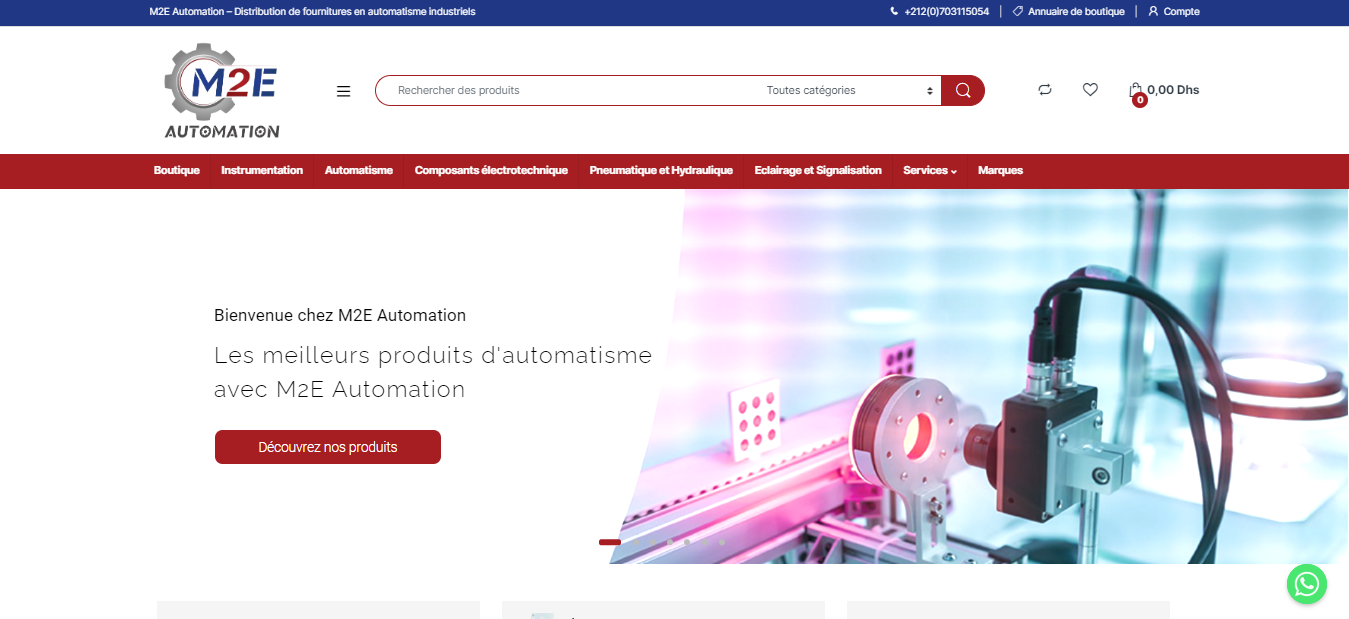 M2E Automation – Distribution de fournitures en automatisme industriels
+212(0)703115054
Annuaire de boutique
Compte
M2E
AUTOMATION
Rechercher des produits
Toutes catégories
0
0,00 Dhs
Boutique
Instrumentation
Automatisme
Composants électrotechnique
Pneumatique et Hydraulique
Eclairage et Signalisation
Services
Marques
Bienvenue chez M2E Automation
Les meilleurs produits d'automatisme
avec M2E Automation
Découvrez nos produits